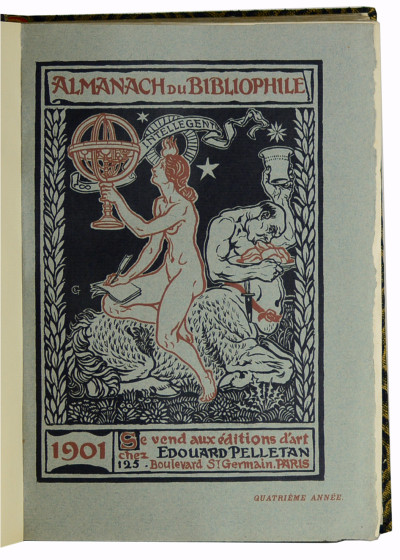 ALMANACH DU BIBLIOPHILE
INTELLEGENT
G
1901
Se vend aux éditions d'art
chez EDOUARD PELLETAN
125. Boulevard St Germain. PARIS
QUATRIÈME ANNÉE.